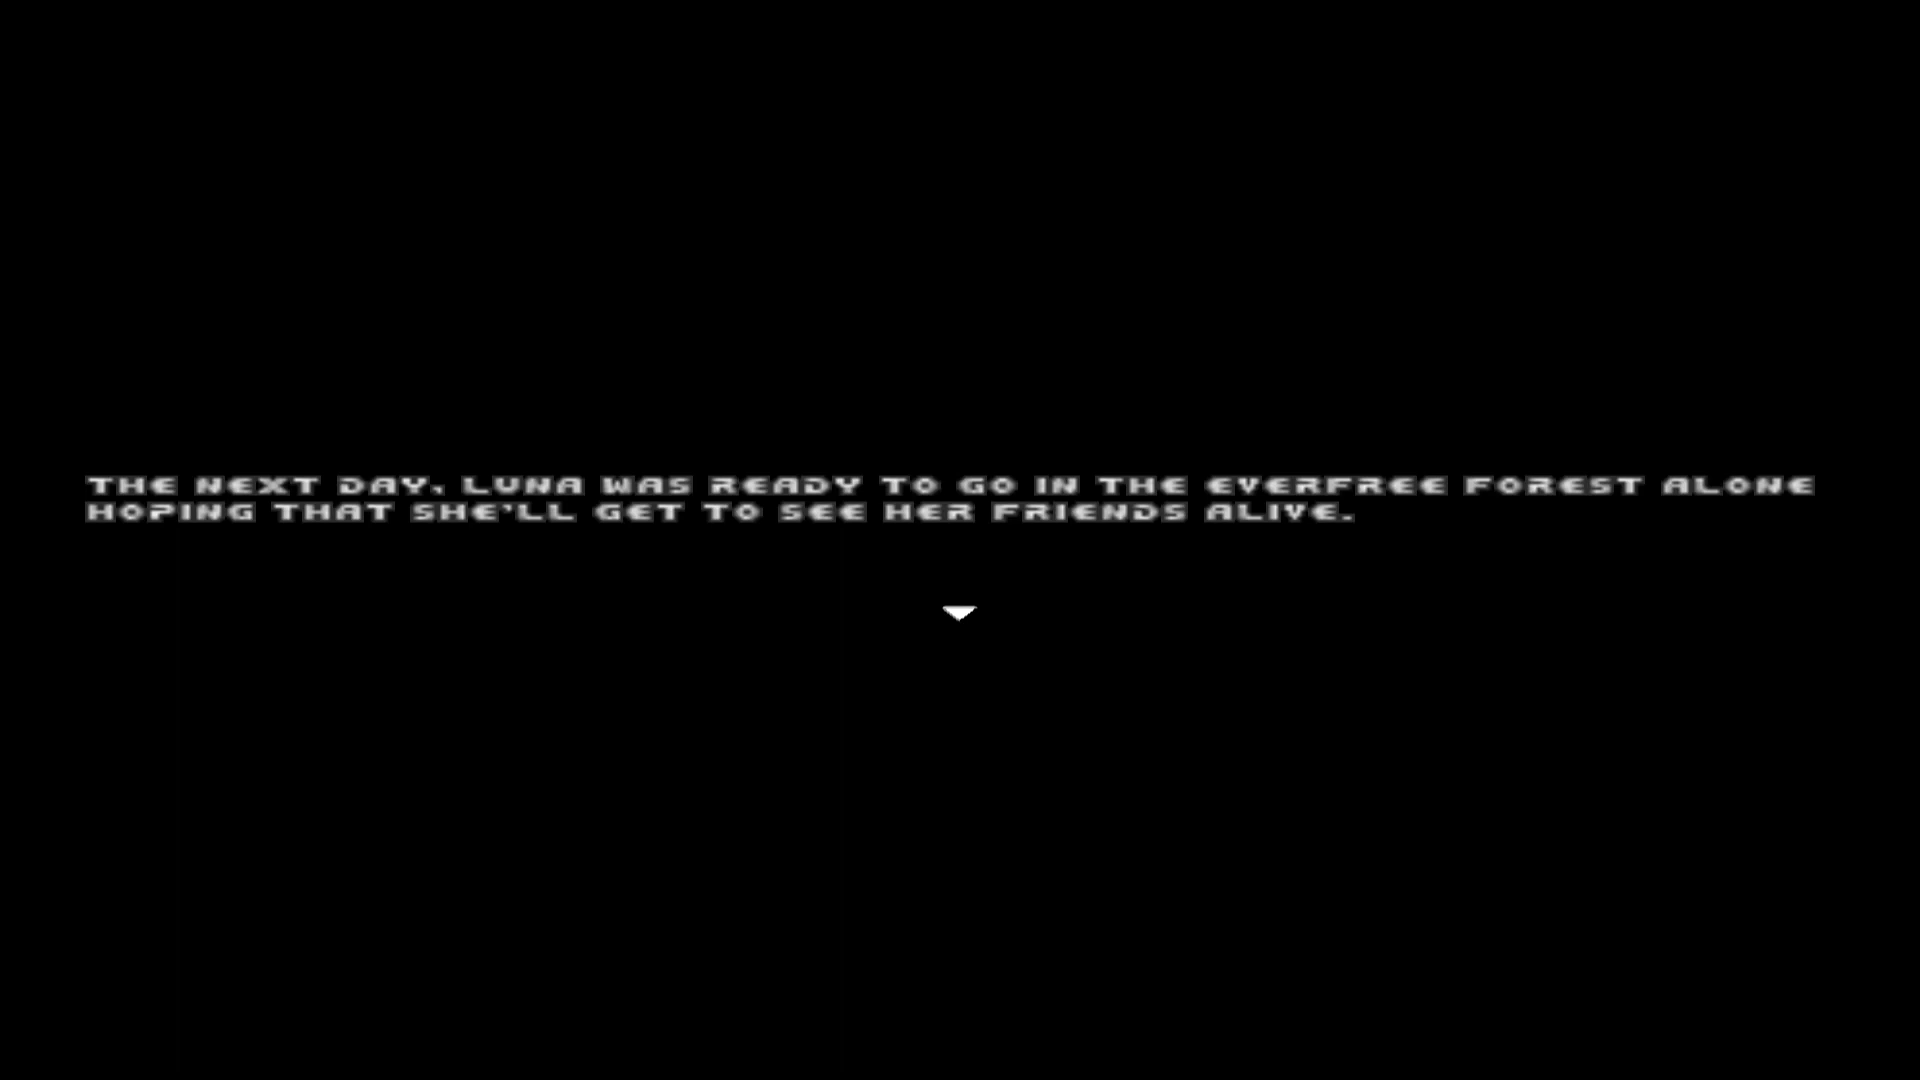 THE NEXT DAY, LUNA WAS READY TO GO IN THE EVERFREE FOREST ALONE
HOPING THAT SHE'LL GET TO SEE HER FRIENDS ALIVE.